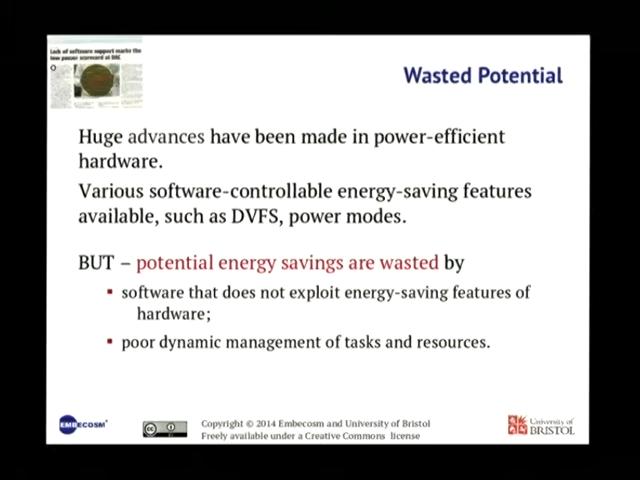 Lack of software support marks the
low power scorecard at DAC
Wasted Potential
Huge advances have been made in power-efficient
hardware.
Various software-controllable energy-saving features
available, such as DVFS, power modes.
BUT – potential energy savings are wasted by
▪ software that does not exploit energy-saving features of
hardware;
▪ poor dynamic management of tasks and resources.
EMBECOSM®
cc
Copyright © 2014 Embecosm and University of Bristol
Freely available under a Creative Commons license
University of
BRISTOL